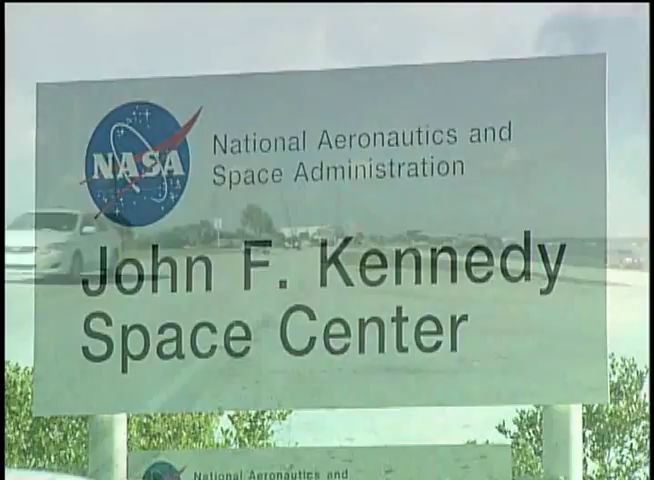 NASA
National Aeronautics and
Space Administration
John F. Kennedy
Space Center
National Aeronautics and